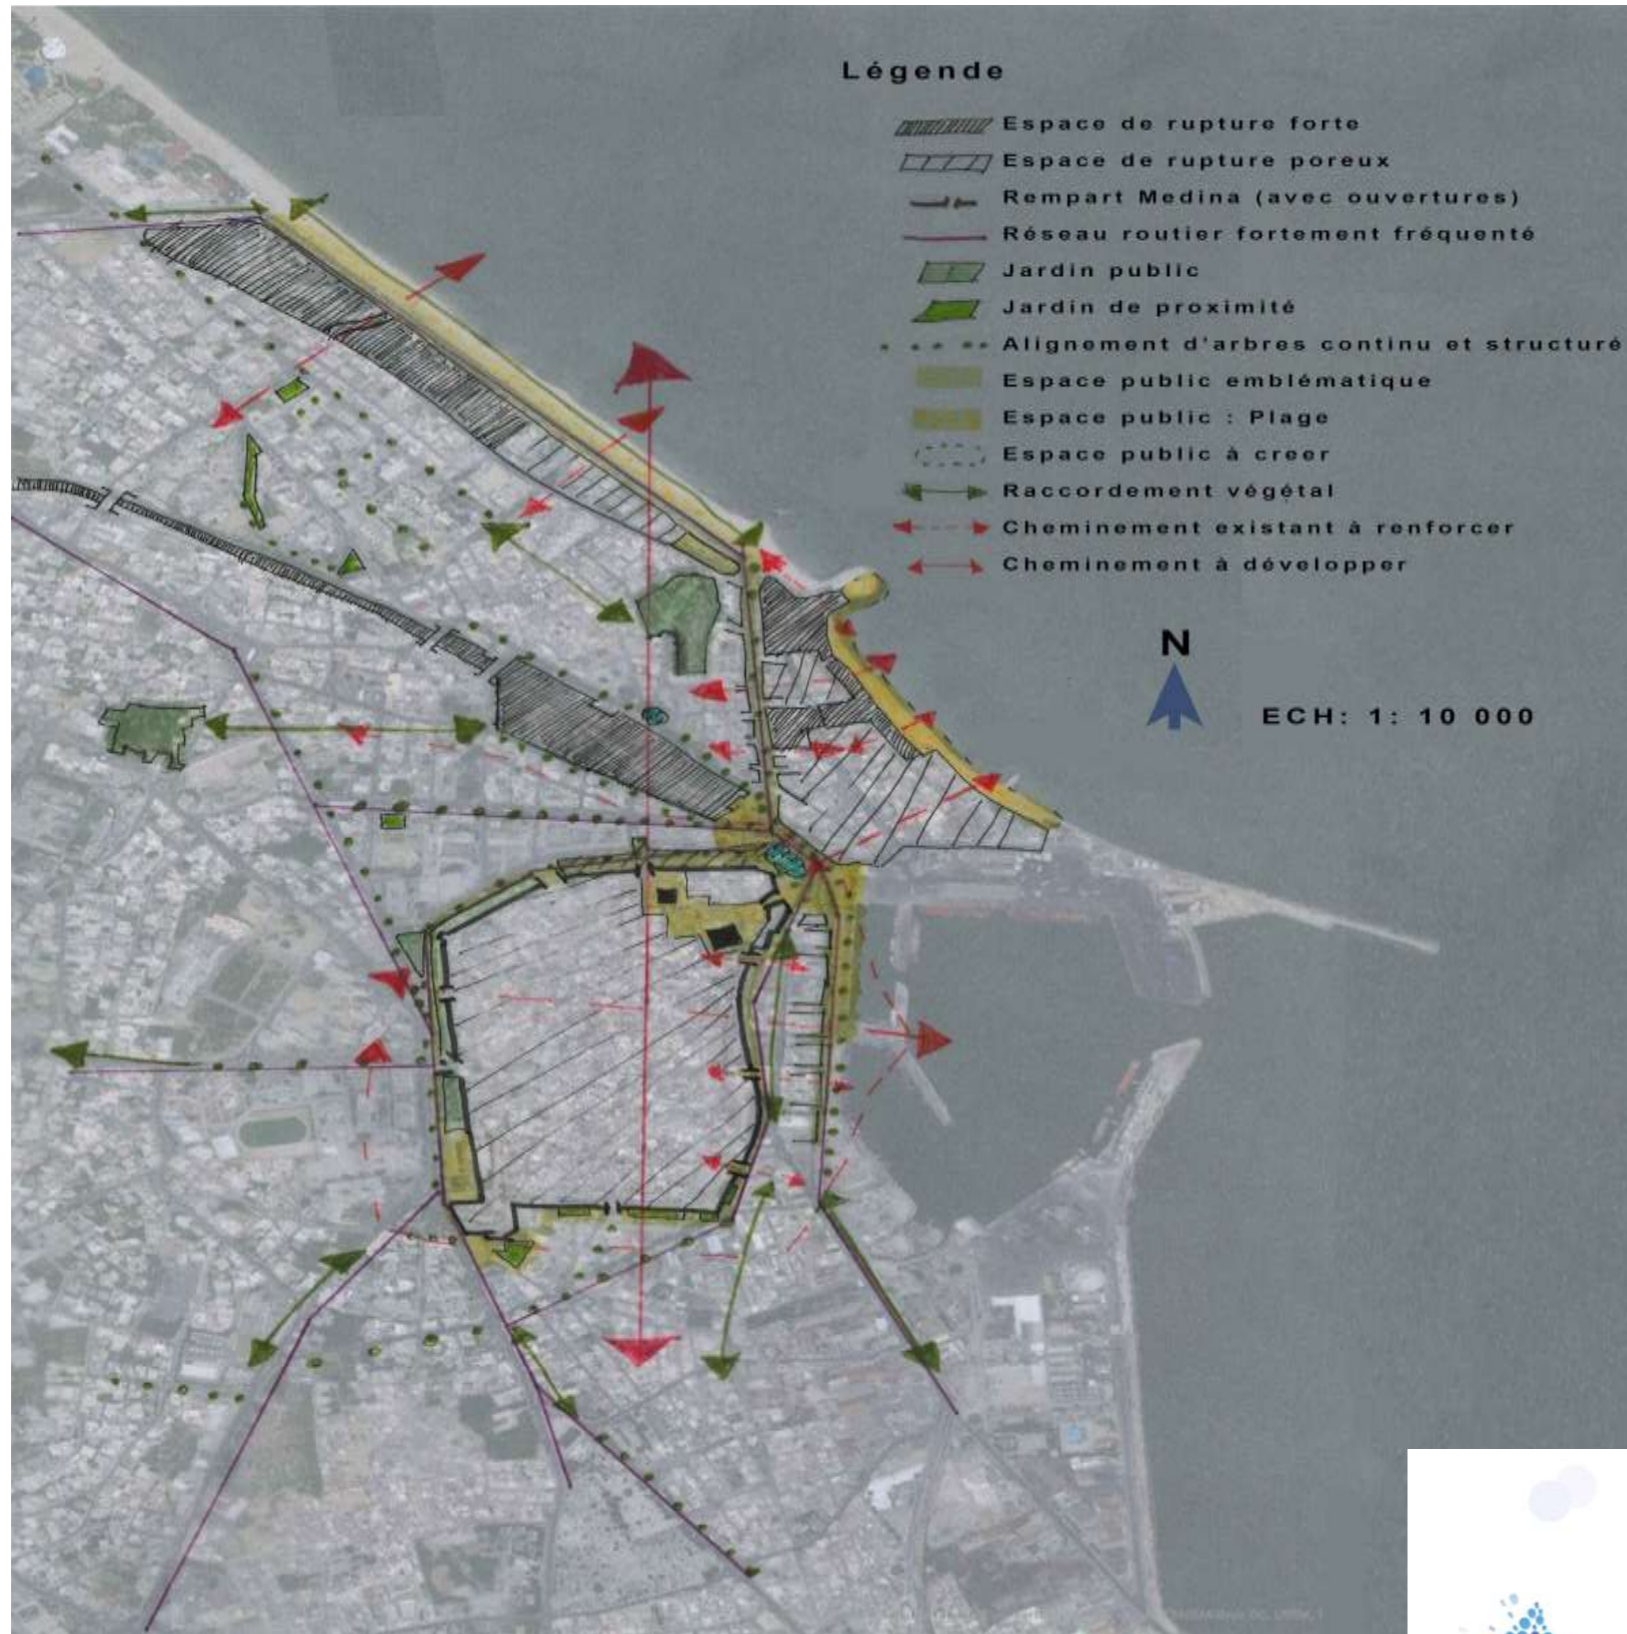 Légende
Espace de rupture forte
Espace de rupture poreux
Rempart Medina (avec ouvertures)
Réseau routier fortement fréquenté
Jardin public
Jardin de proximité
Alignement d'arbres continu et structuré
Espace public emblématique
Espace public : Plage
Espace public à creer
Raccordement végétal
Cheminement existant à renforcer
Cheminement à développer
N
ECH: 1: 10 000